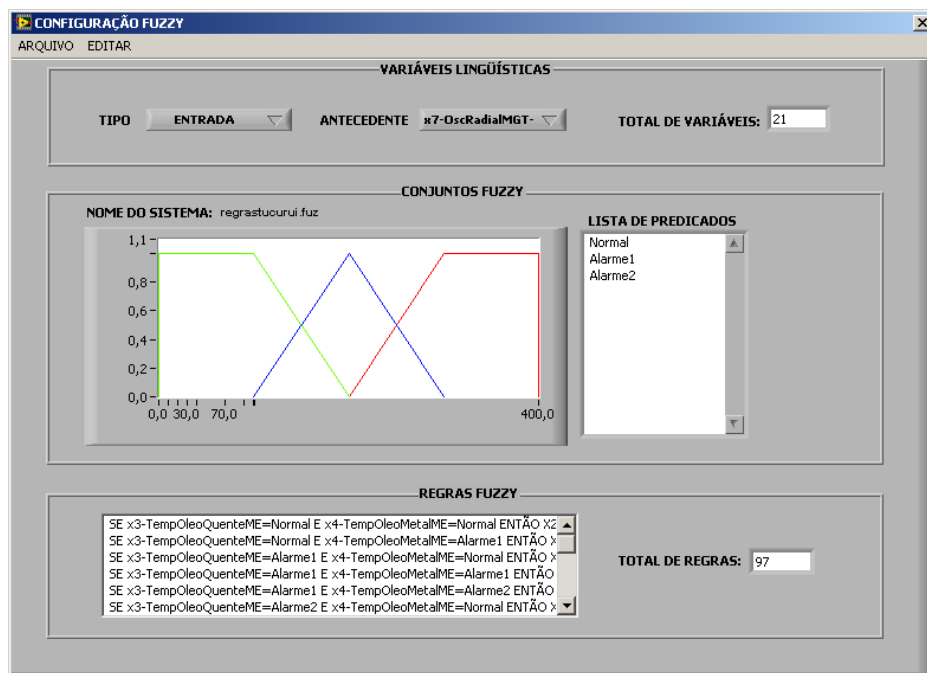 CONFIGURAÇÃO FUZZY
ARQUIVO EDITAR
VARIÁVEIS LINGÜÍSTICAS
TIPO ENTRADA ANTECEDENTE x7-OscRadialMGT- TOTAL DE VARIÁVEIS: 21
CONJUNTOS FUZZY
NOME DO SISTEMA: regrastucurui.fuz
LISTA DE PREDICADOS
Normal
Alarme1
Alarme2
1,1
0,8
0,6
0,4
0,2
0,0
0,0 30,0 70,0 400,0
REGRAS FUZZY
SE x3-TempOleoQuenteME=Normal E x4-TempOleoMetalME=Normal ENTÃO X2
SE x3-TempOleoQuenteME=Normal E x4-TempOleoMetalME=Alarme1 ENTÃO X
SE x3-TempOleoQuenteME=Alarme1 E x4-TempOleoMetalME=Normal ENTÃO X
SE x3-TempOleoQuenteME=Alarme1 E x4-TempOleoMetalME=Alarme1 ENTÃO
SE x3-TempOleoQuenteME=Alarme1 E x4-TempOleoMetalME=Alarme2 ENTÃO
SE x3-TempOleoQuenteME=Alarme2 E x4-TempOleoMetalME=Normal ENTÃO X
TOTAL DE REGRAS: 97